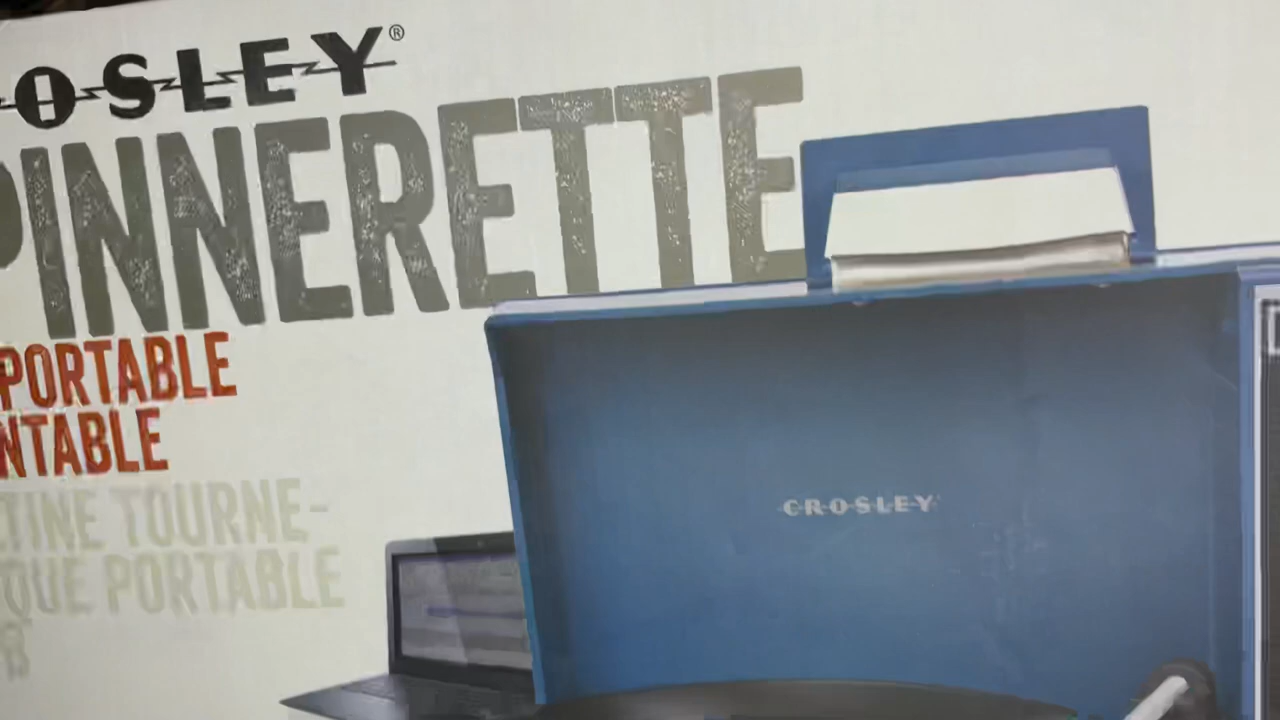 OSLEY®
PINNERETTE
PORTABLE
NTABLE
TINE TOURNE-
QUE PORTABLE
R
CROSLEY